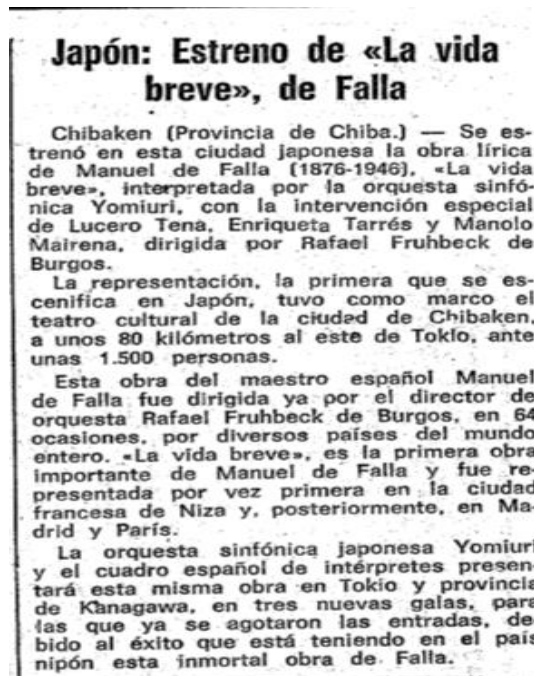 Japón: Estreno de «La vida
breve», de Falla
Chibaken (Provincia de Chiba.) — Se es-
trenó en esta ciudad japonesa la obra lírica
de Manuel de Falla (1876-1946), «La vida
breve», interpretada por la orquesta sinfó-
nica Yomiuri, con la intervención especial
de Lucero Tena, Enriqueta Tarrés y Manolo
Mairena, dirigida por Rafael Fruhbeck de
Burgos.
La representación, la primera que se es-
cenifica en Japón, tuvo como marco el
teatro cultural de la ciudad de Chibaken,
a unos 80 kilómetros al este de Tokio, ante
unas 1.500 personas.
Esta obra del maestro español Manuel
de Falla fue dirigida ya por el director de
orquesta Rafael Fruhbeck de Burgos, en 64
ocasiones, por diversos países del mundo
entero. «La vida breve», es la primera obra
importante de Manuel de Falla y fue re-
presentada por vez primera en la ciudad
francesa de Niza y, posteriormente, en Ma-
drid y París.
La orquesta sinfónica japonesa Yomiuri
y el cuadro español de intérpretes presen-
tará esta misma obra en Tokio y provincia
de Kanagawa, en tres nuevas galas, para
las que ya se agotaron las entradas, de-
bido al éxito que está teniendo en el país
nipón esta inmortal obra de Falla.